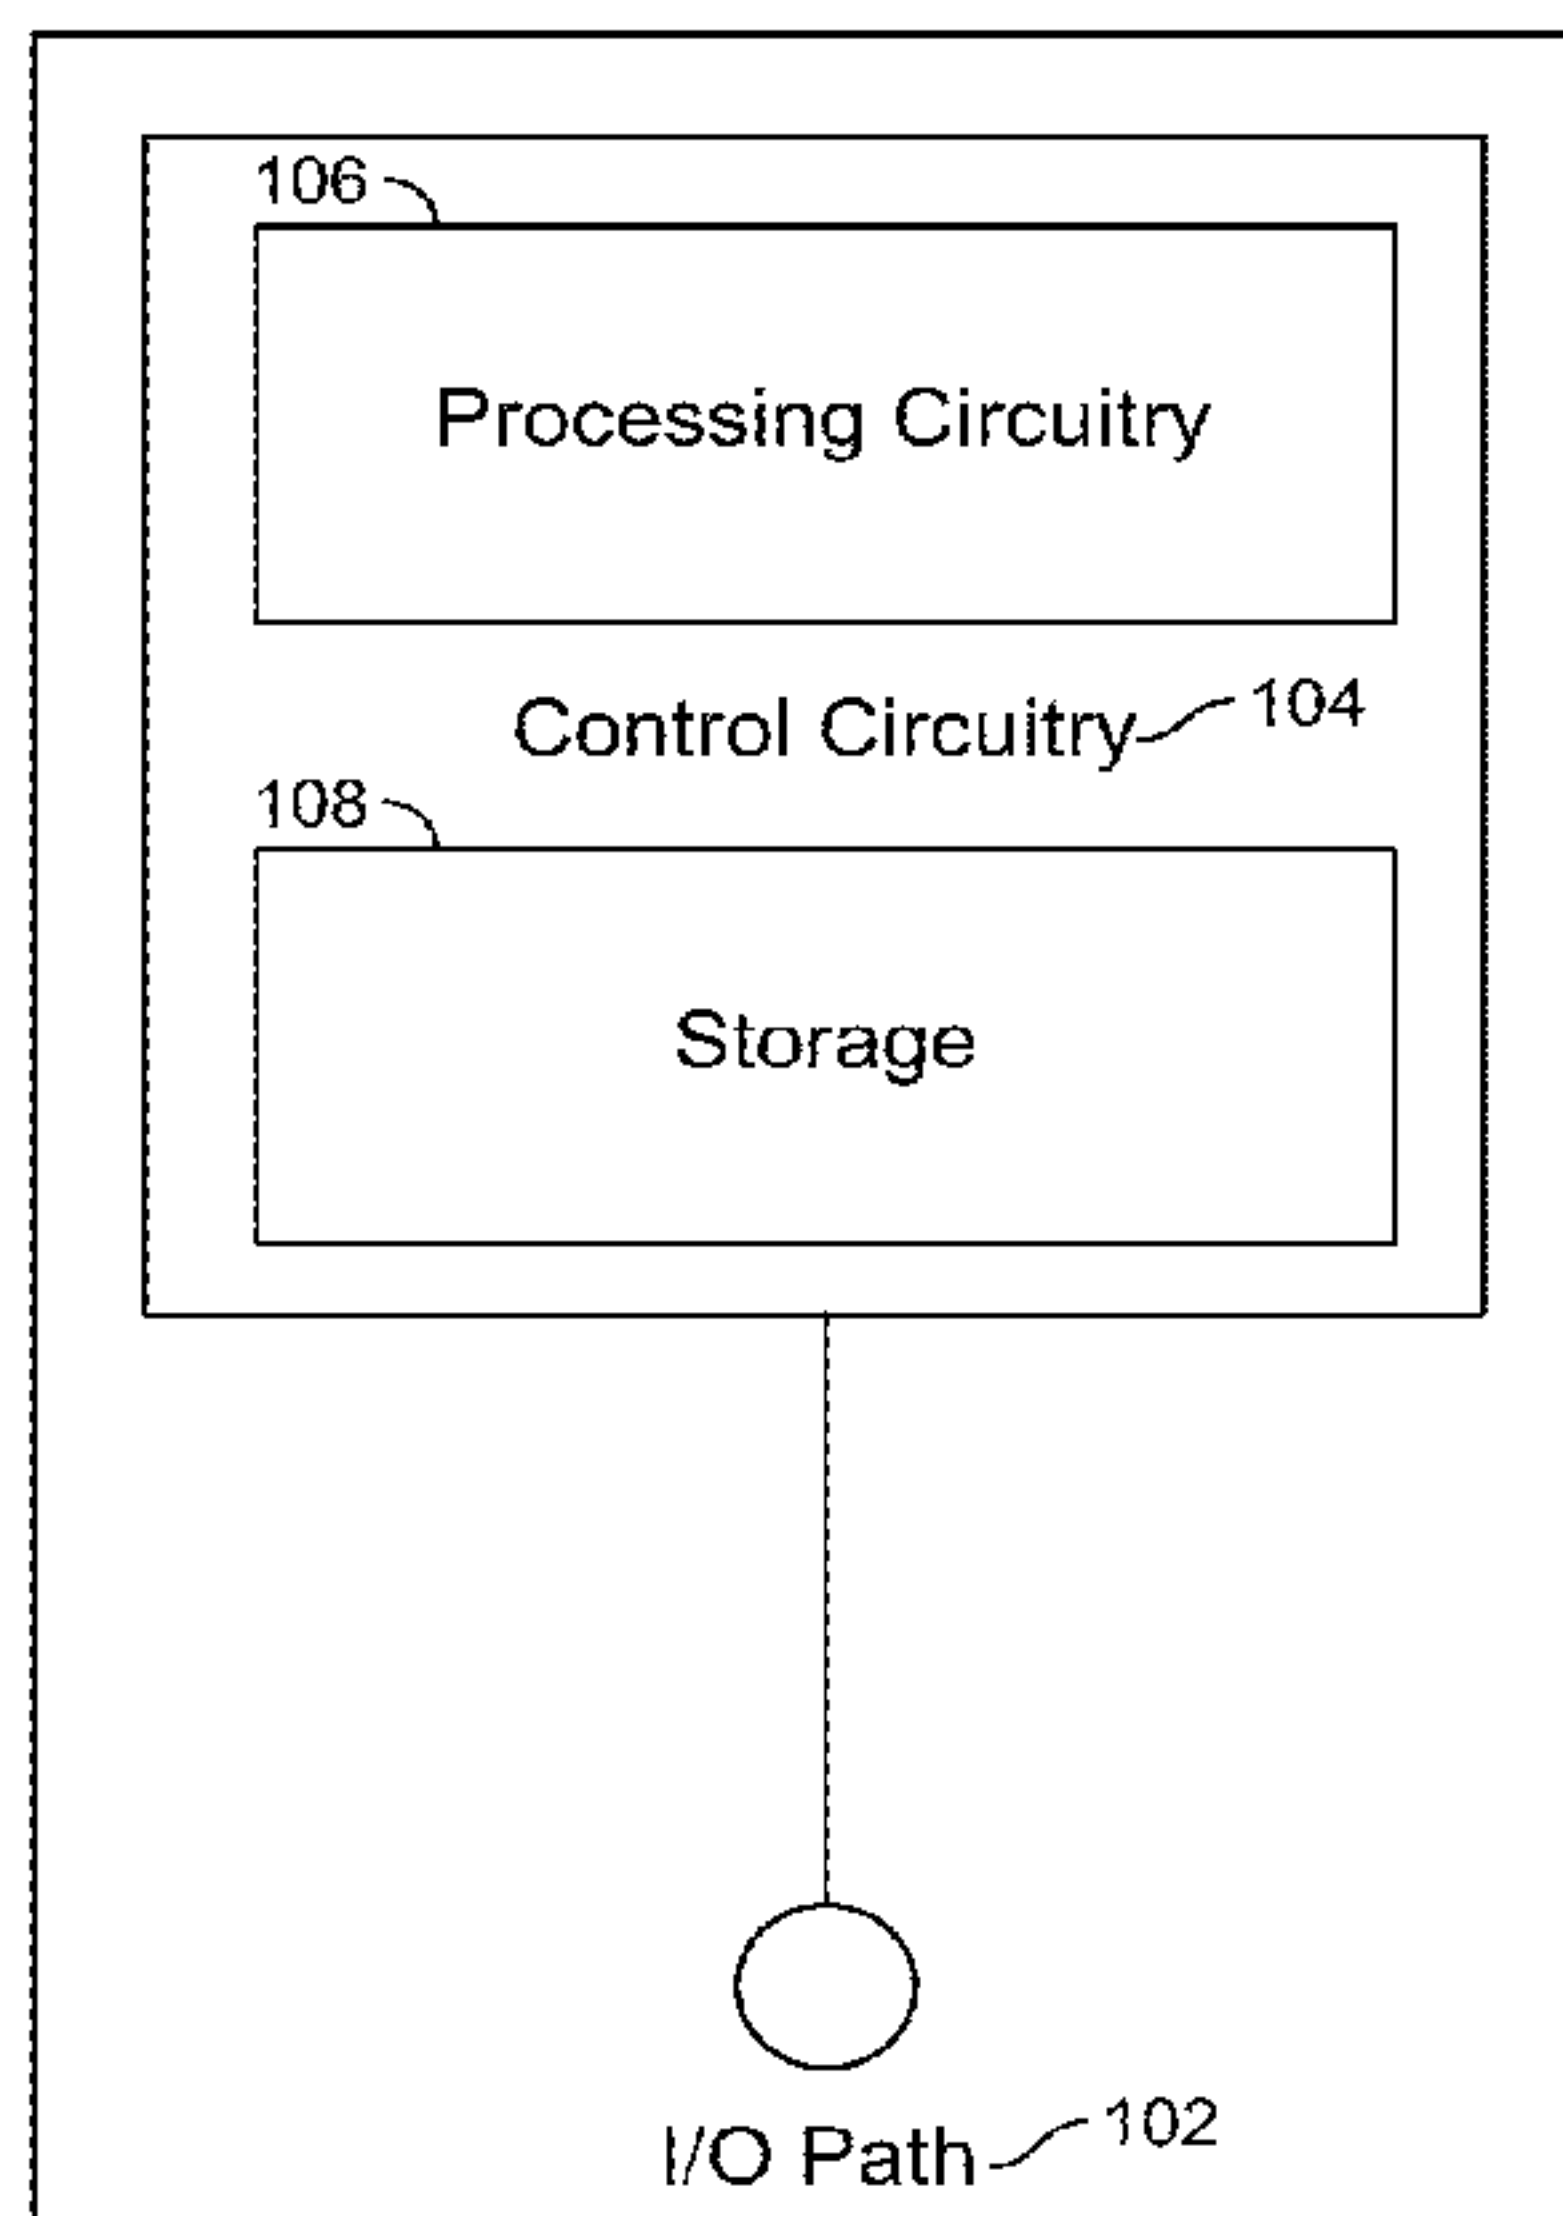 106
Processing Circuitry
Control Circuitry 104
108
Storage
I/O Path 102